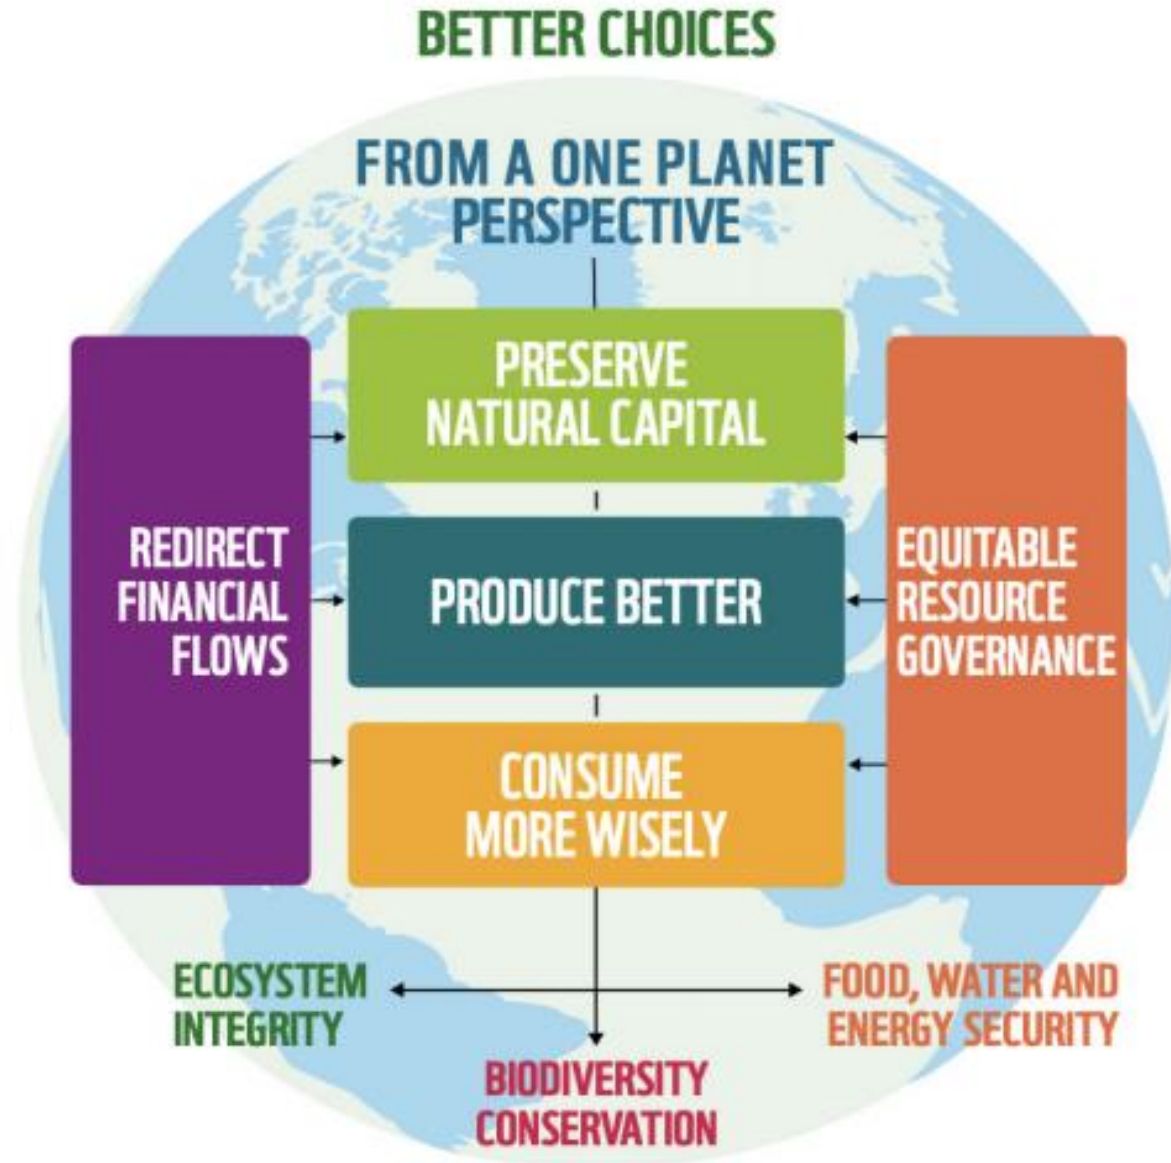 BETTER CHOICES
FROM A ONE PLANET
PERSPECTIVE
PRESERVE
NATURAL CAPITAL
REDIRECT
FINANCIAL
FLOWS
PRODUCE BETTER
EQUITABLE
RESOURCE
GOVERNANCE
CONSUME
MORE WISELY
ECOSYSTEM
INTEGRITY
FOOD, WATER AND
ENERGY SECURITY
BIODIVERSITY
CONSERVATION